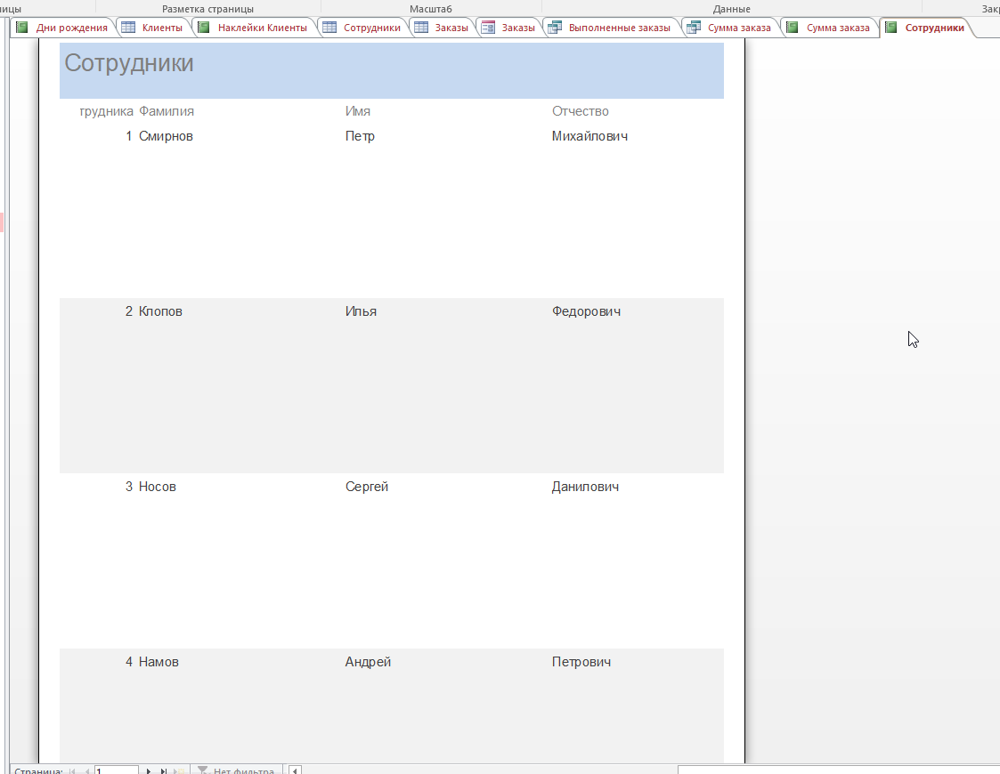 ницы Разметка страницы Масштаб Данные Закр
Дни рождения Клиенты Наклейки Клиенты Сотрудники Заказы Заказы Выполненные заказы Сумма заказа Сумма заказа Сотрудники
Сотрудники
трудника Фамилия Имя Отчество
1 Смирнов Петр Михайлович
2 Клопов Илья Федорович
3 Носов Сергей Данилович
4 Намов Андрей Петрович
Страница: 1 Нет фильтра